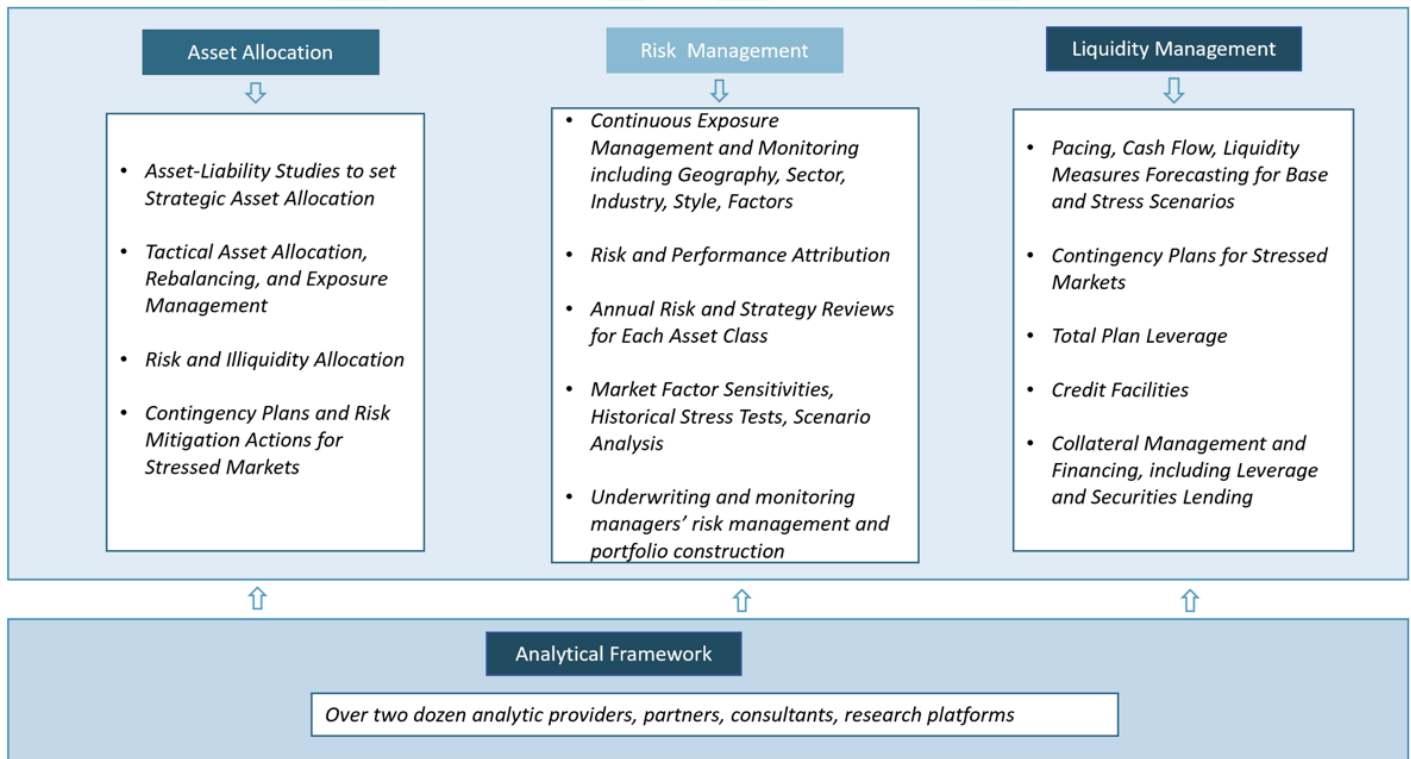 Asset Allocation
• Asset-Liability Studies to set
Strategic Asset Allocation
• Tactical Asset Allocation,
Rebalancing, and Exposure
Management
• Risk and Illiquidity Allocation
• Contingency Plans and Risk
Mitigation Actions for
Stressed Markets
Risk Management
• Continuous Exposure
Management and Monitoring
including Geography, Sector,
Industry, Style, Factors
• Risk and Performance Attribution
• Annual Risk and Strategy Reviews
for Each Asset Class
• Market Factor Sensitivities,
Historical Stress Tests, Scenario
Analysis
• Underwriting and monitoring
managers’ risk management and
portfolio construction
Liquidity Management
• Pacing, Cash Flow, Liquidity
Measures Forecasting for Base
and Stress Scenarios
• Contingency Plans for Stressed
Markets
• Total Plan Leverage
• Credit Facilities
• Collateral Management and
Financing, including Leverage
and Securities Lending
Analytical Framework
Over two dozen analytic providers, partners, consultants, research platforms